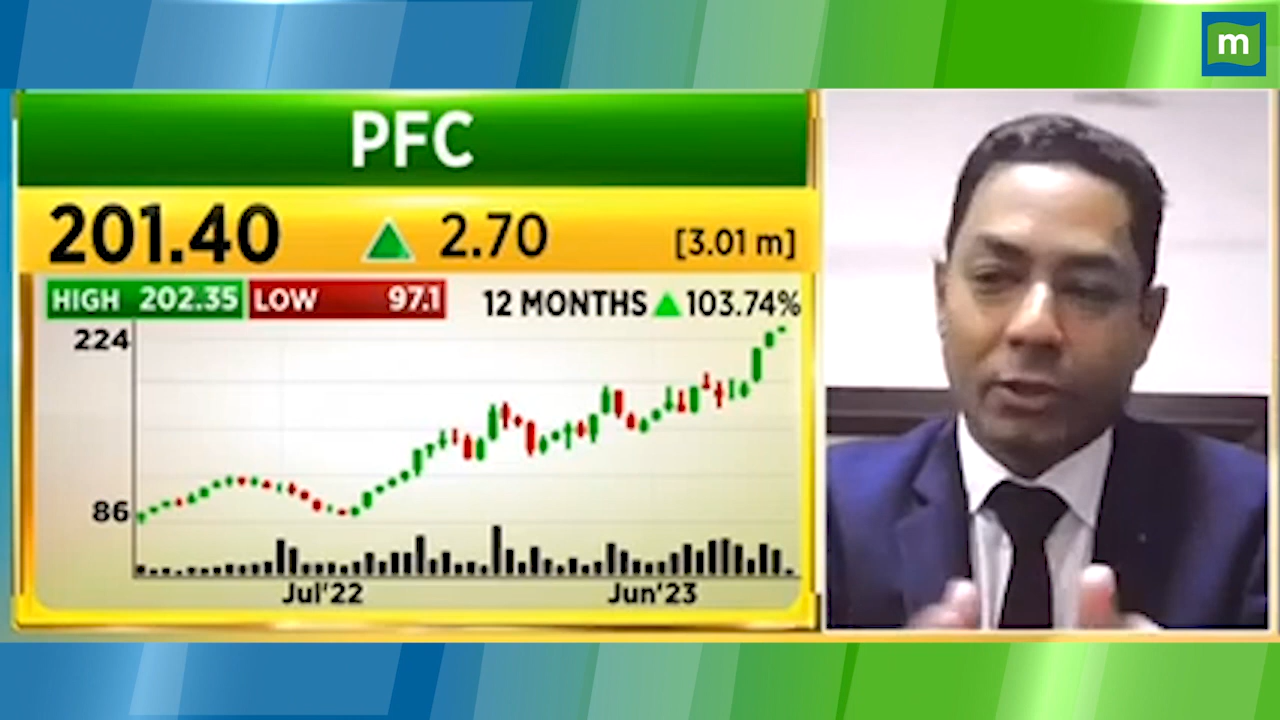 m
PFC
201.40 ▲ 2.70 [3.01 m]
HIGH 202.35 LOW 97.1 12 MONTHS ▲ 103.74%
224
86
Jul'22 Jun'23